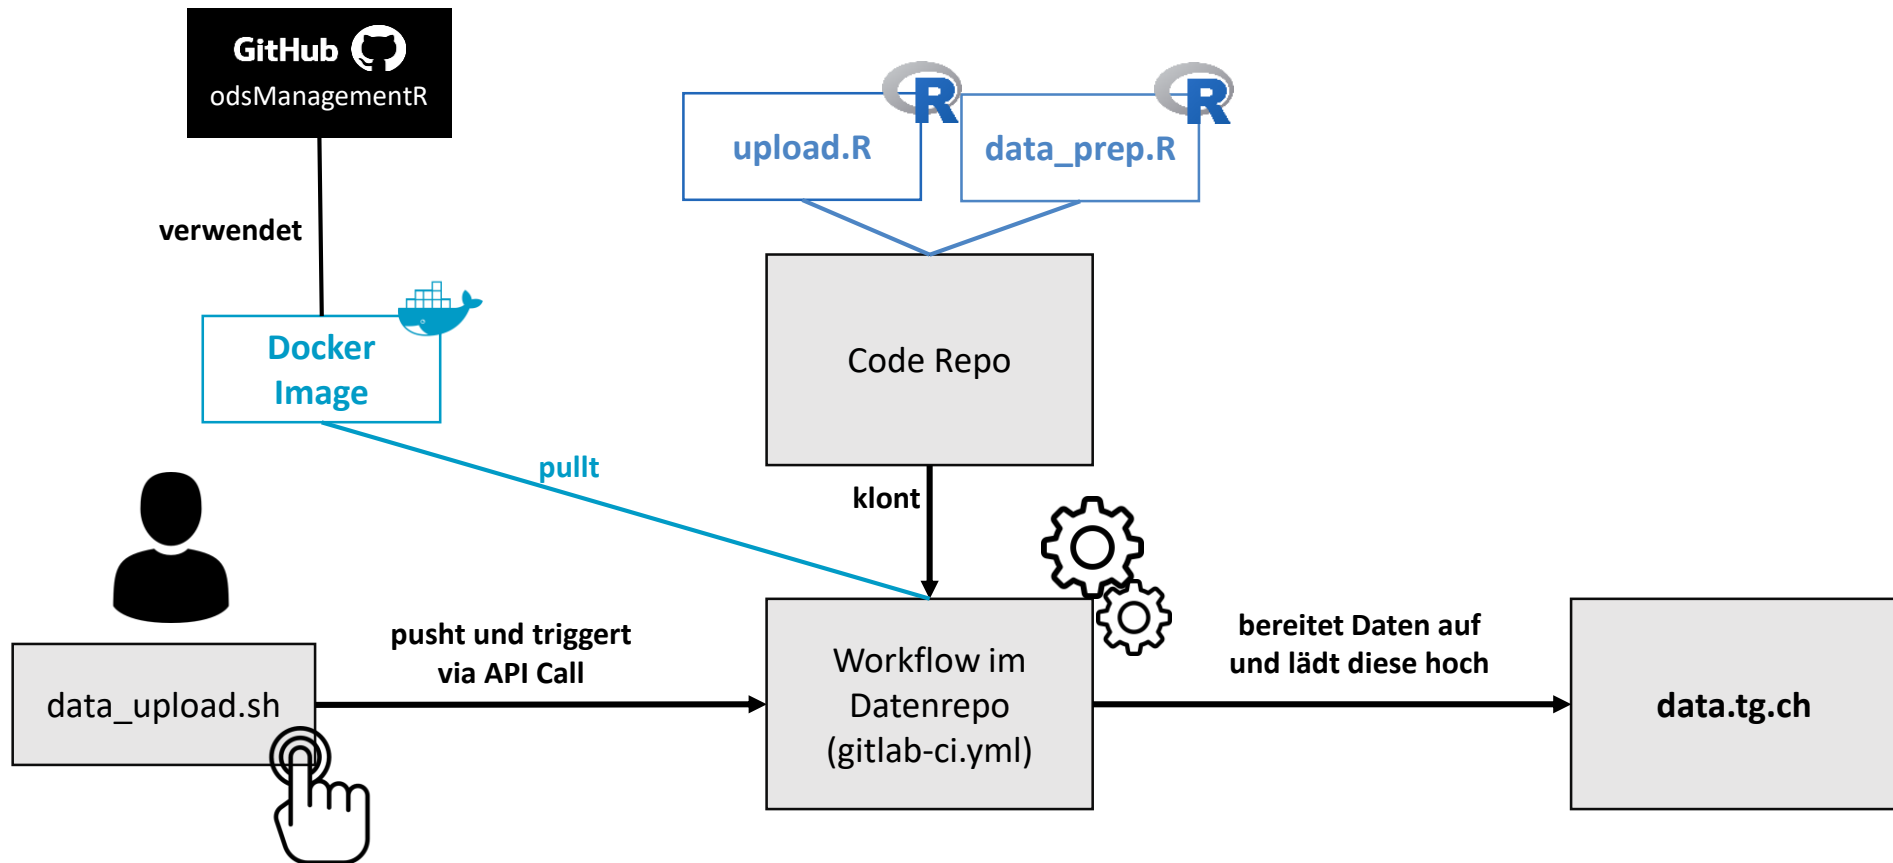 GitHub
odsManagementR
R
R
upload.R
data_prep.R
verwendet
Docker
Image
Code Repo
pullt
klont
pusht und triggert
via API Call
bereitet Daten auf
und lädt diese hoch
data_upload.sh
Workflow im
Datenrepo
(gitlab-ci.yml)
data.tg.ch